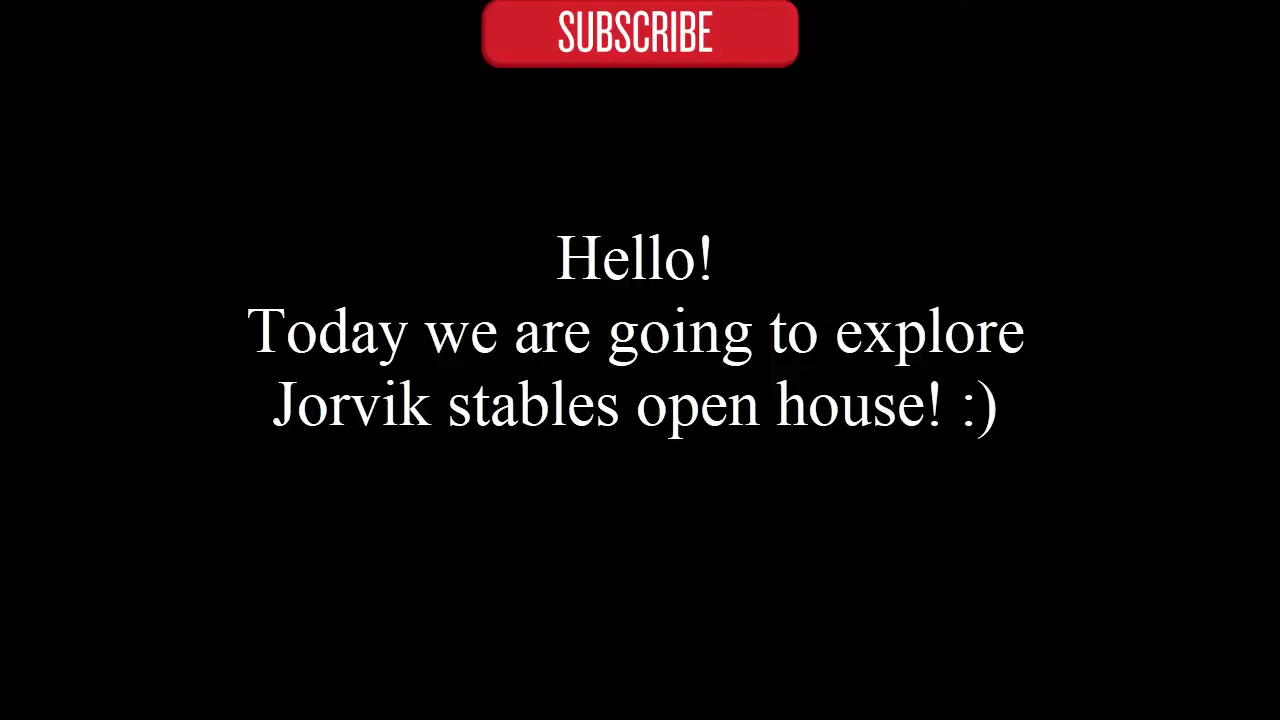 SUBSCRIBE
Hello!
Today we are going to explore
Jorvik stables open house! :)